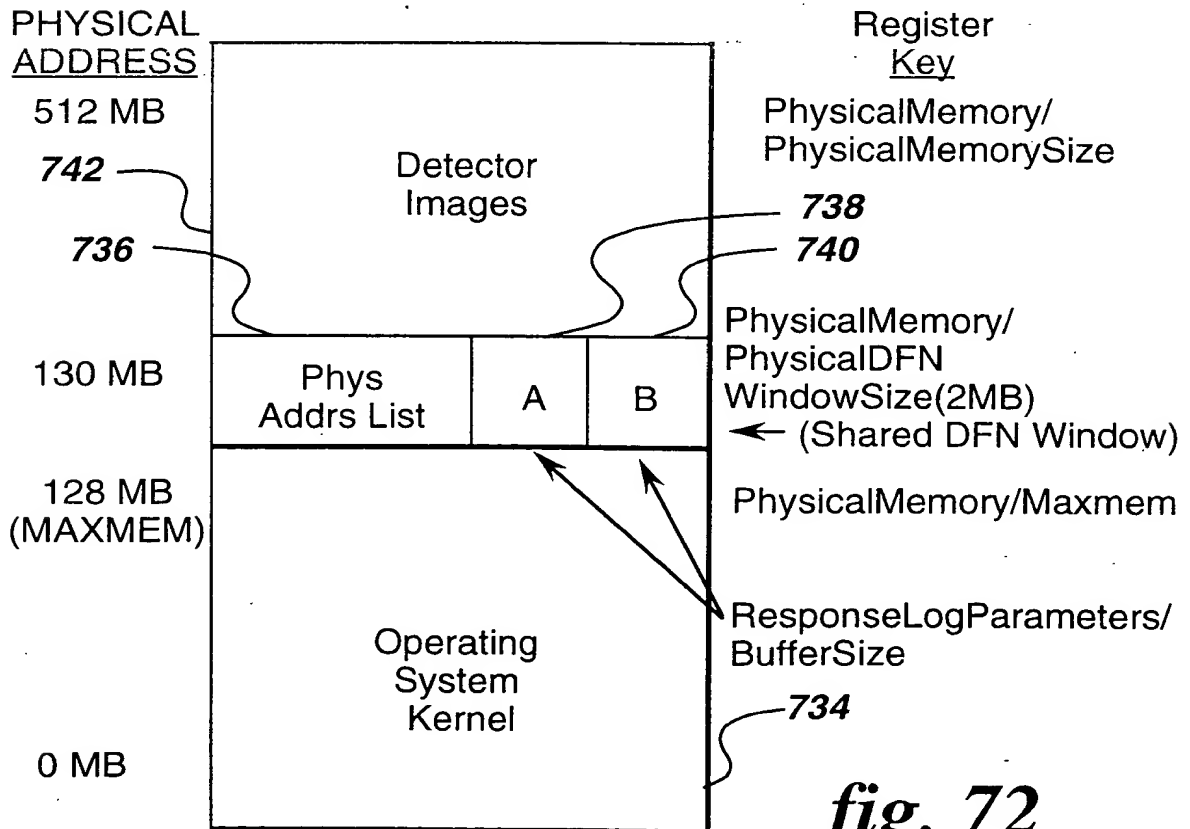 PHYSICAL
ADDRESS
Register
Key
512 MB
PhysicalMemory/
PhysicalMemorySize
742
Detector
Images
738
736
740
130 MB
Phys
Addrs List
A
B
PhysicalMemory/
PhysicalDFN
WindowSize(2MB)
(Shared DFN Window)
128 MB
(MAXMEM)
PhysicalMemory/Maxmem
Operating
System
Kernel
ResponseLogParameters/
BufferSize
734
0 MB
fig. 72